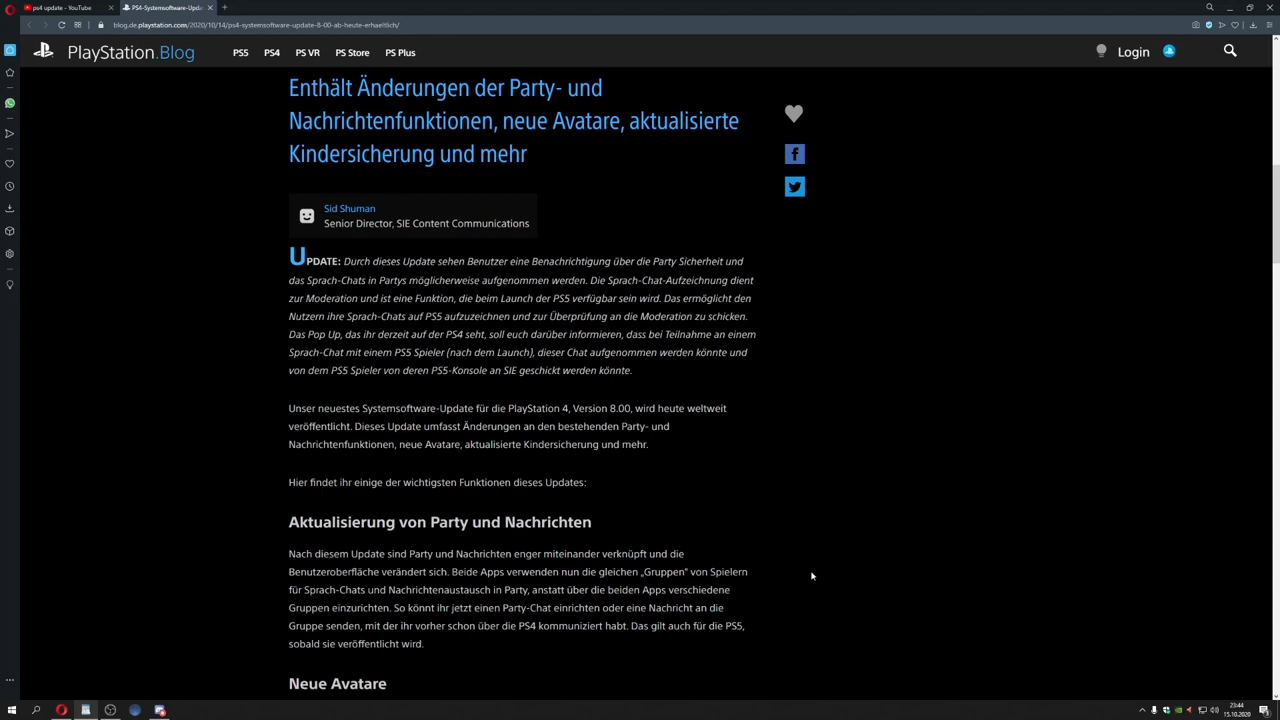 ps4 update - YouTube
PS4-Systemsoftware-Upda
blog.de.playstation.com/2020/10/14/ps4-systemsoftware-update-8-00-ab-heute-erhaeltlich/
PlayStation.Blog
PS5
PS4
PS VR
PS Store
PS Plus
Login
Enthält Änderungen der Party- und
Nachrichtenfunktionen, neue Avatare, aktualisierte
Kindersicherung und mehr
Sid Shuman
Senior Director, SIE Content Communications
UPDATE: Durch dieses Update sehen Benutzer eine Benachrichtigung über die Party Sicherheit und
das Sprach-Chats in Partys möglicherweise aufgenommen werden. Die Sprach-Chat-Aufzeichnung dient
zur Moderation und ist eine Funktion, die beim Launch der PS5 verfügbar sein wird. Das ermöglicht den
Nutzern ihre Sprach-Chats auf PS5 aufzuzeichnen und zur Überprüfung an die Moderation zu schicken.
Das Pop Up, das ihr derzeit auf der PS4 seht, soll euch darüber informieren, dass bei Teilnahme an einem
Sprach-Chat mit einem PS5 Spieler (nach dem Launch), dieser Chat aufgenommen werden könnte und
von dem PS5 Spieler von deren PS5-Konsole an SIE geschickt werden könnte.
Unser neuestes Systemsoftware-Update für die PlayStation 4, Version 8.00, wird heute weltweit
veröffentlicht. Dieses Update umfasst Änderungen an den bestehenden Party- und
Nachrichtenfunktionen, neue Avatare, aktualisierte Kindersicherung und mehr.
Hier findet ihr einige der wichtigsten Funktionen dieses Updates:
Aktualisierung von Party und Nachrichten
Nach diesem Update sind Party und Nachrichten enger miteinander verknüpft und die
Benutzeroberfläche verändert sich. Beide Apps verwenden nun die gleichen „Gruppen" von Spielern
für Sprach-Chats und Nachrichtenaustausch in Party, anstatt über die beiden Apps verschiedene
Gruppen einzurichten. So könnt ihr jetzt einen Party-Chat einrichten oder eine Nachricht an die
Gruppe senden, mit der ihr vorher schon über die PS4 kommuniziert habt. Das gilt auch für die PS5,
sobald sie veröffentlicht wird.
Neue Avatare
23:44
15.10.2020